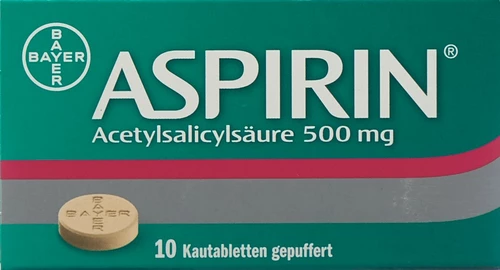 BAYER
BAYER
ASPIRIN®
Acetylsalicylsäure 500 mg
BAYER
BAYER
10 Kautabletten gepuffert